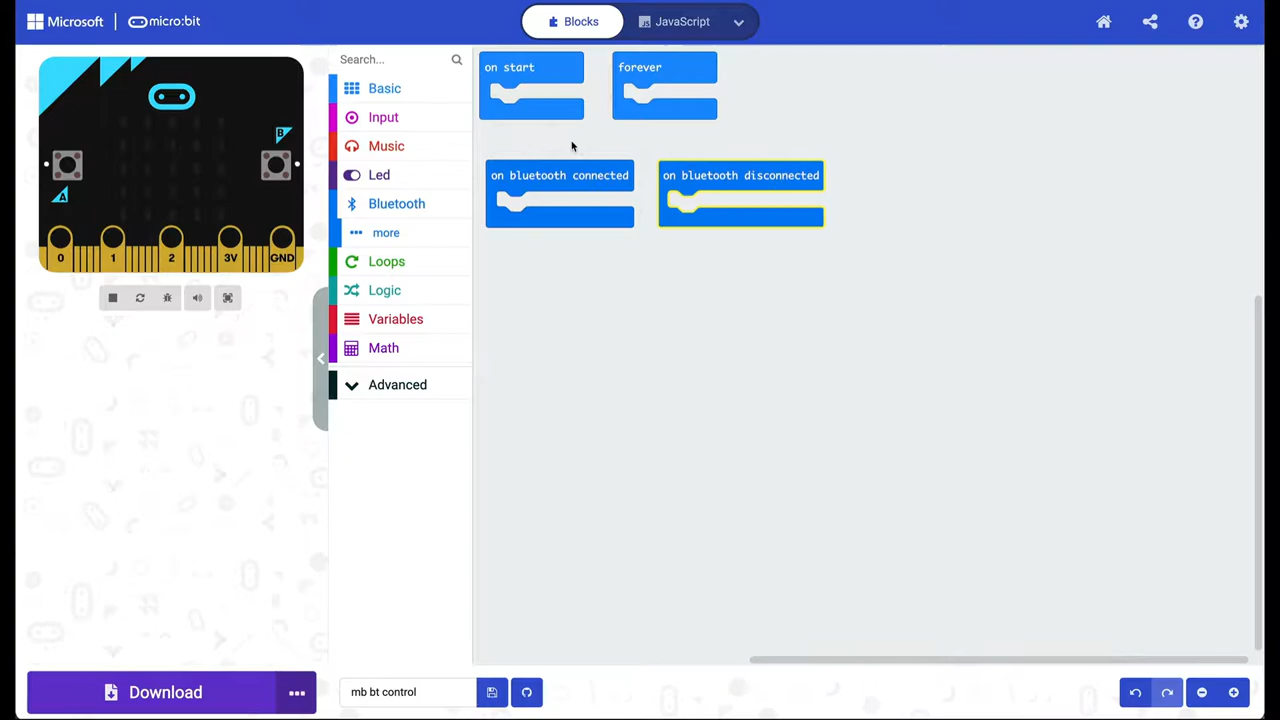 Microsoft micro:bit
Blocks
JavaScript
Search...
Basic
Input
Music
Led
Bluetooth
more
Loops
Logic
Variables
Math
Advanced
on start
forever
on bluetooth connected
on bluetooth disconnected
B
A
0 1 2 3V GND
Download
mb bt control